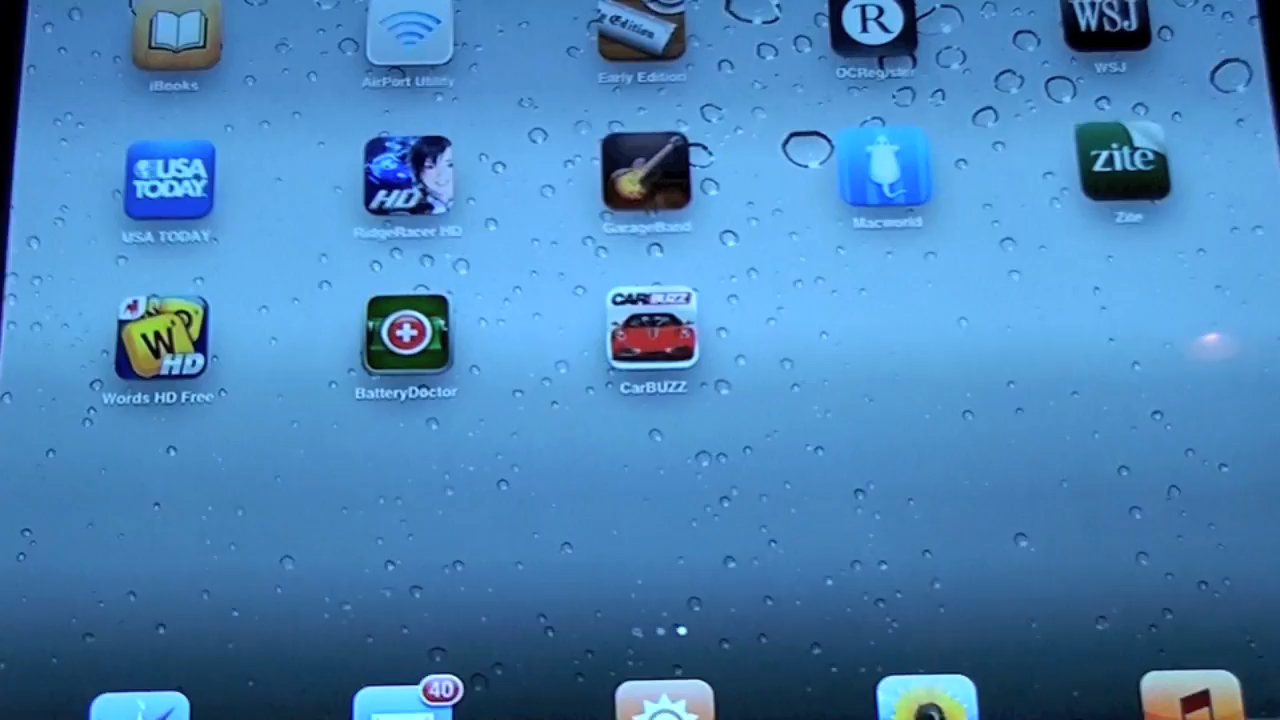 Edition
R
WSJ
iBooks
AirPort Utility
Early Edition
OCRegister
WSJ
USA
TODAY
HD
zite
USA TODAY
RidgeRacer HD
GarageBand
Macworld
Zite
W
HD
CARBUZZ
Words HD Free
BatteryDoctor
CarBUZZ
40